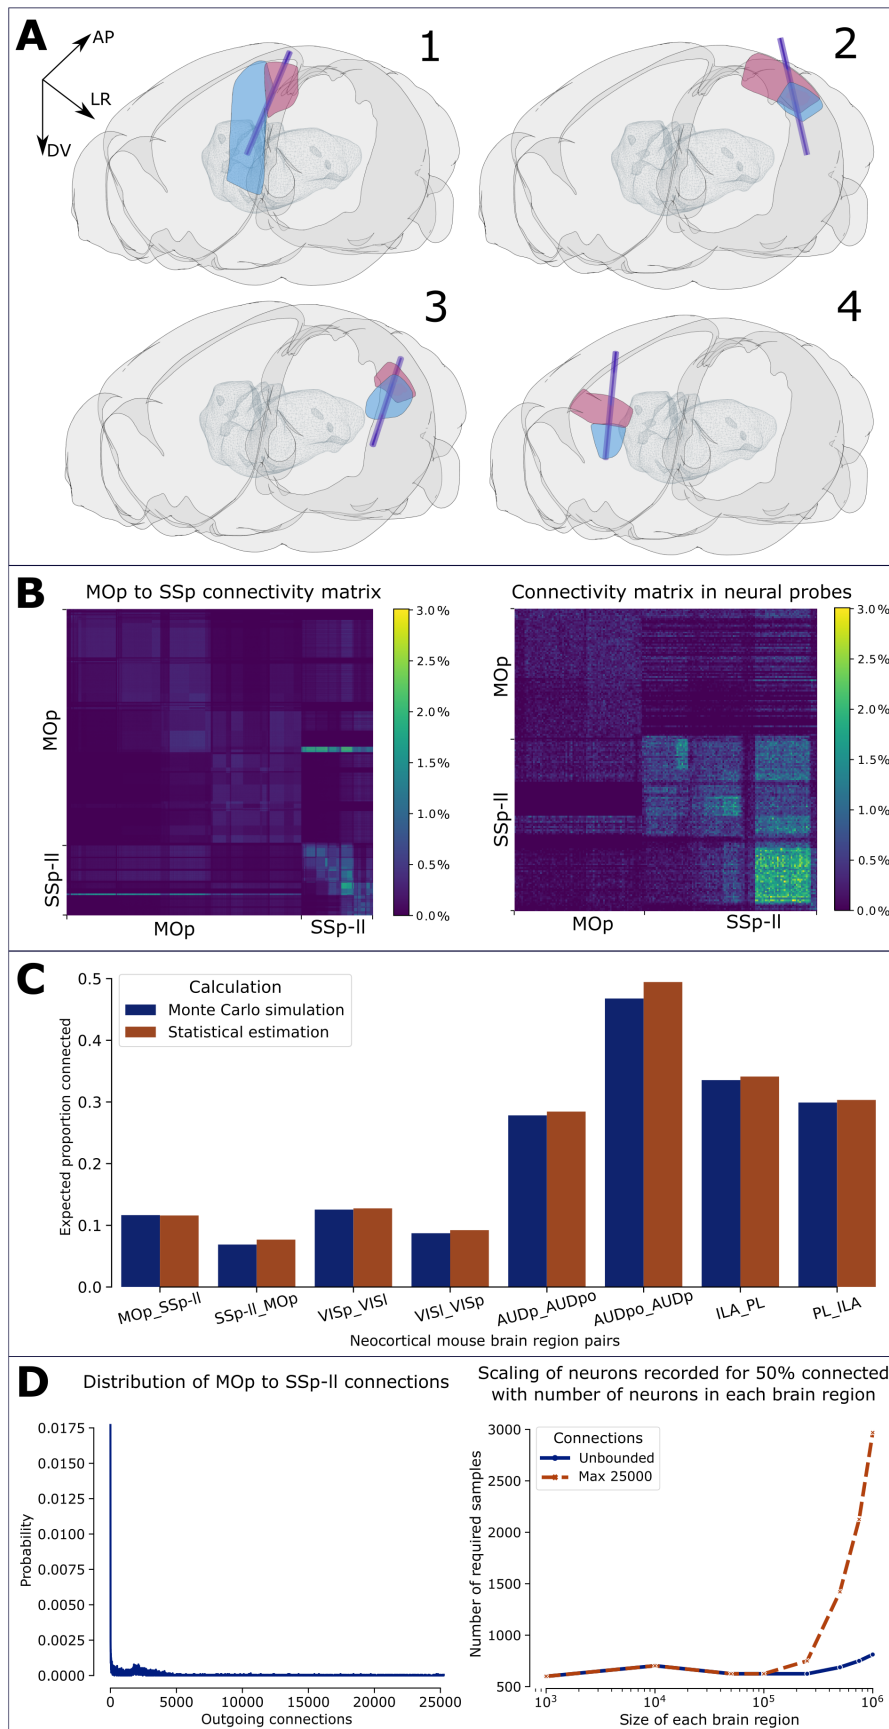 A
AP
LR
DV
1
2
3
4
B
MOp to SSp connectivity matrix
MOp
SSp-ll
MOp
SSp-ll
3.0%
2.5%
2.0%
1.5%
1.0%
0.5%
0.0%
Connectivity matrix in neural probes
MOp
SSp-ll
MOp
SSp-ll
3.0%
2.5%
2.0%
1.5%
1.0%
0.5%
0.0%
C
Calculation
Monte Carlo simulation
Statistical estimation
Expected proportion connected
0.5
0.4
0.3
0.2
0.1
0.0
MOp_SSp-ll
SSp-ll_MOp
VISp_VISl
VISl_VISp
AUDp_AUDpo
AUDpo_AUDp
ILA_PL
PL_ILA
Neocortical mouse brain region pairs
D
Distribution of MOp to SSp-ll connections
Probability
0.0175
0.0150
0.0125
0.0100
0.0075
0.0050
0.0025
0.0000
0 5000 10000 15000 20000 25000
Outgoing connections
Scaling of neurons recorded for 50% connected
with number of neurons in each brain region
Connections
Unbounded
Max 25000
Number of required samples
3000
2500
2000
1500
1000
500
10³ 10⁴ 10⁵ 10⁶
Size of each brain region